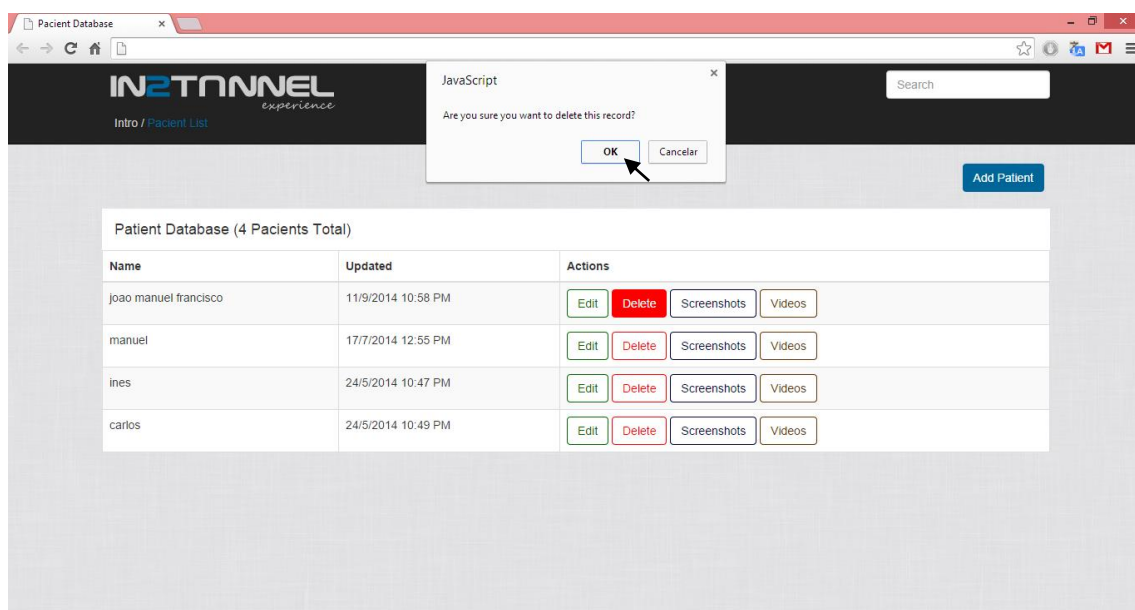 Pacient Database
IN2TUNNEL
experience
Intro / Pacient List
Search
JavaScript
Are you sure you want to delete this record?
OK Cancelar
Add Patient
Patient Database (4 Pacients Total)
Name Updated Actions
joao manuel francisco 11/9/2014 10:58 PM Edit Delete Screenshots Videos
manuel 17/7/2014 12:55 PM Edit Delete Screenshots Videos
ines 24/5/2014 10:47 PM Edit Delete Screenshots Videos
carlos 24/5/2014 10:49 PM Edit Delete Screenshots Videos